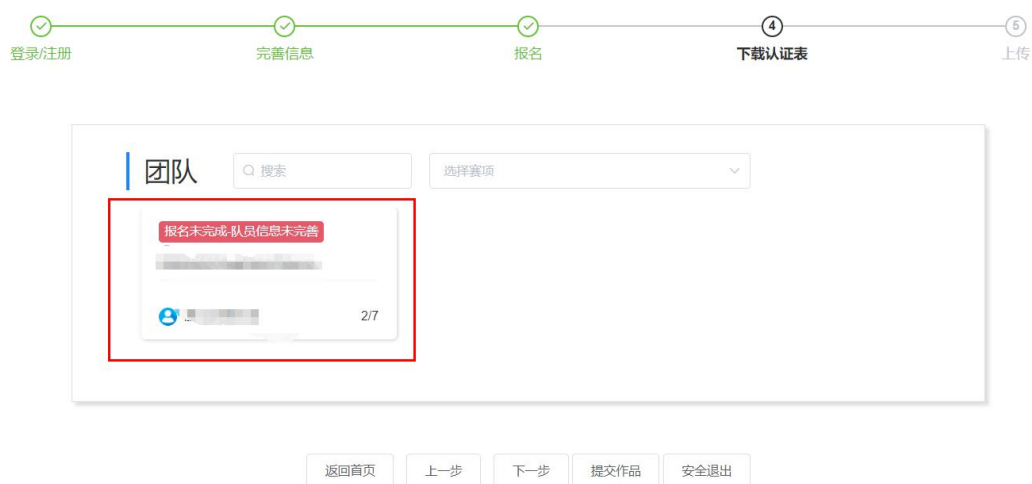 4
5
登录/注册
完善信息
报名
下载认证表
上传
团队
搜索
选择赛项
报名未完成-队员信息未完善
2/7
返回首页
上一步
下一步
提交作品
安全退出